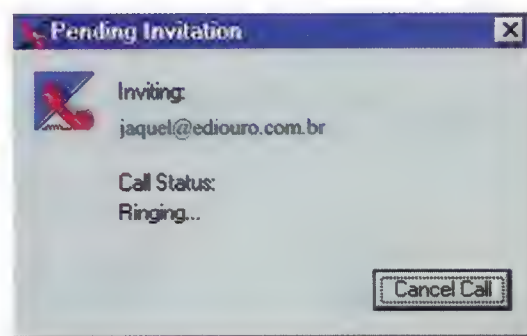 Pending Invitation
Inviting:
jaquel@ediouro.com.br
Call Status:
Ringing...
Cancel Call